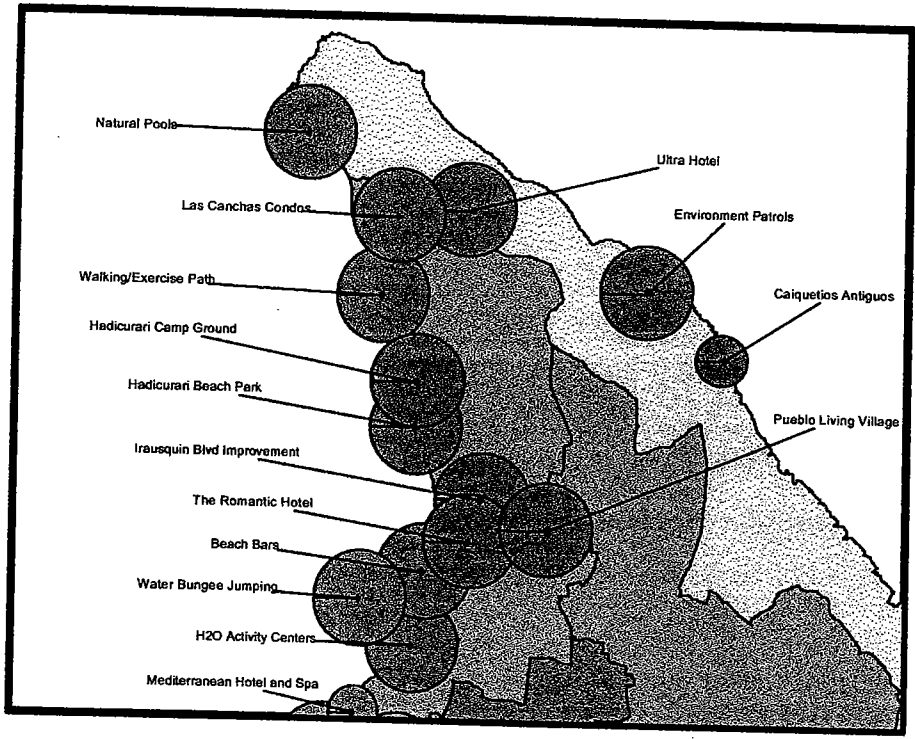 Natural Pools
Ultra Hotel
Las Canchas Condos
Environment Patrols
Walking/Exercise Path
Caiquetios Antiguos
Hadicurari Camp Ground
Hadicurari Beach Park
Pueblo Living Village
Irausquin Blvd Improvement
The Romantic Hotel
Beach Bars
Water Bungee Jumping
H2O Activity Centers
Mediterranean Hotel and Spa